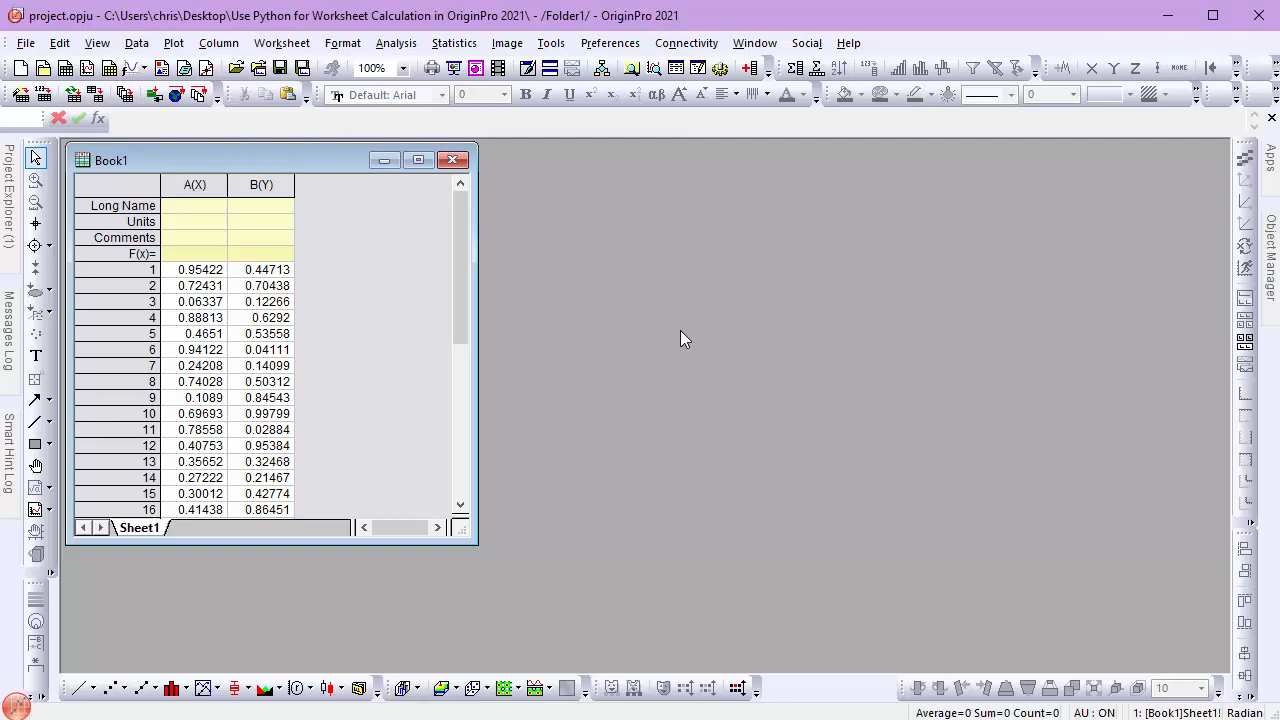 project.opju - C:\Users\chris\Desktop\Use Python for Worksheet Calculation in OriginPro 2021\ - /Folder1/ - OriginPro 2021
File Edit View Data Plot Column Worksheet Format Analysis Statistics Image Tools Preferences Connectivity Window Social Help
100%
Default: Arial 0 B I U x² x₂ αβ A A 0
fx
Project Explorer (1)
Messages Log
Smart Hint Log
Apps
Object Manager
Book1
A(X) B(Y)
Long Name
Units
Comments
F(x)=
1 0.95422 0.44713
2 0.72431 0.70438
3 0.06337 0.12266
4 0.88813 0.6292
5 0.4651 0.53558
6 0.94122 0.04111
7 0.24208 0.14099
8 0.74028 0.50312
9 0.1089 0.84543
10 0.69693 0.99799
11 0.78558 0.02884
12 0.40753 0.95384
13 0.35652 0.32468
14 0.27222 0.21467
15 0.30012 0.42774
16 0.41438 0.86451
Sheet1
10
Average=0 Sum=0 Count=0 AU : ON 1: [Book1]Sheet1! Radian